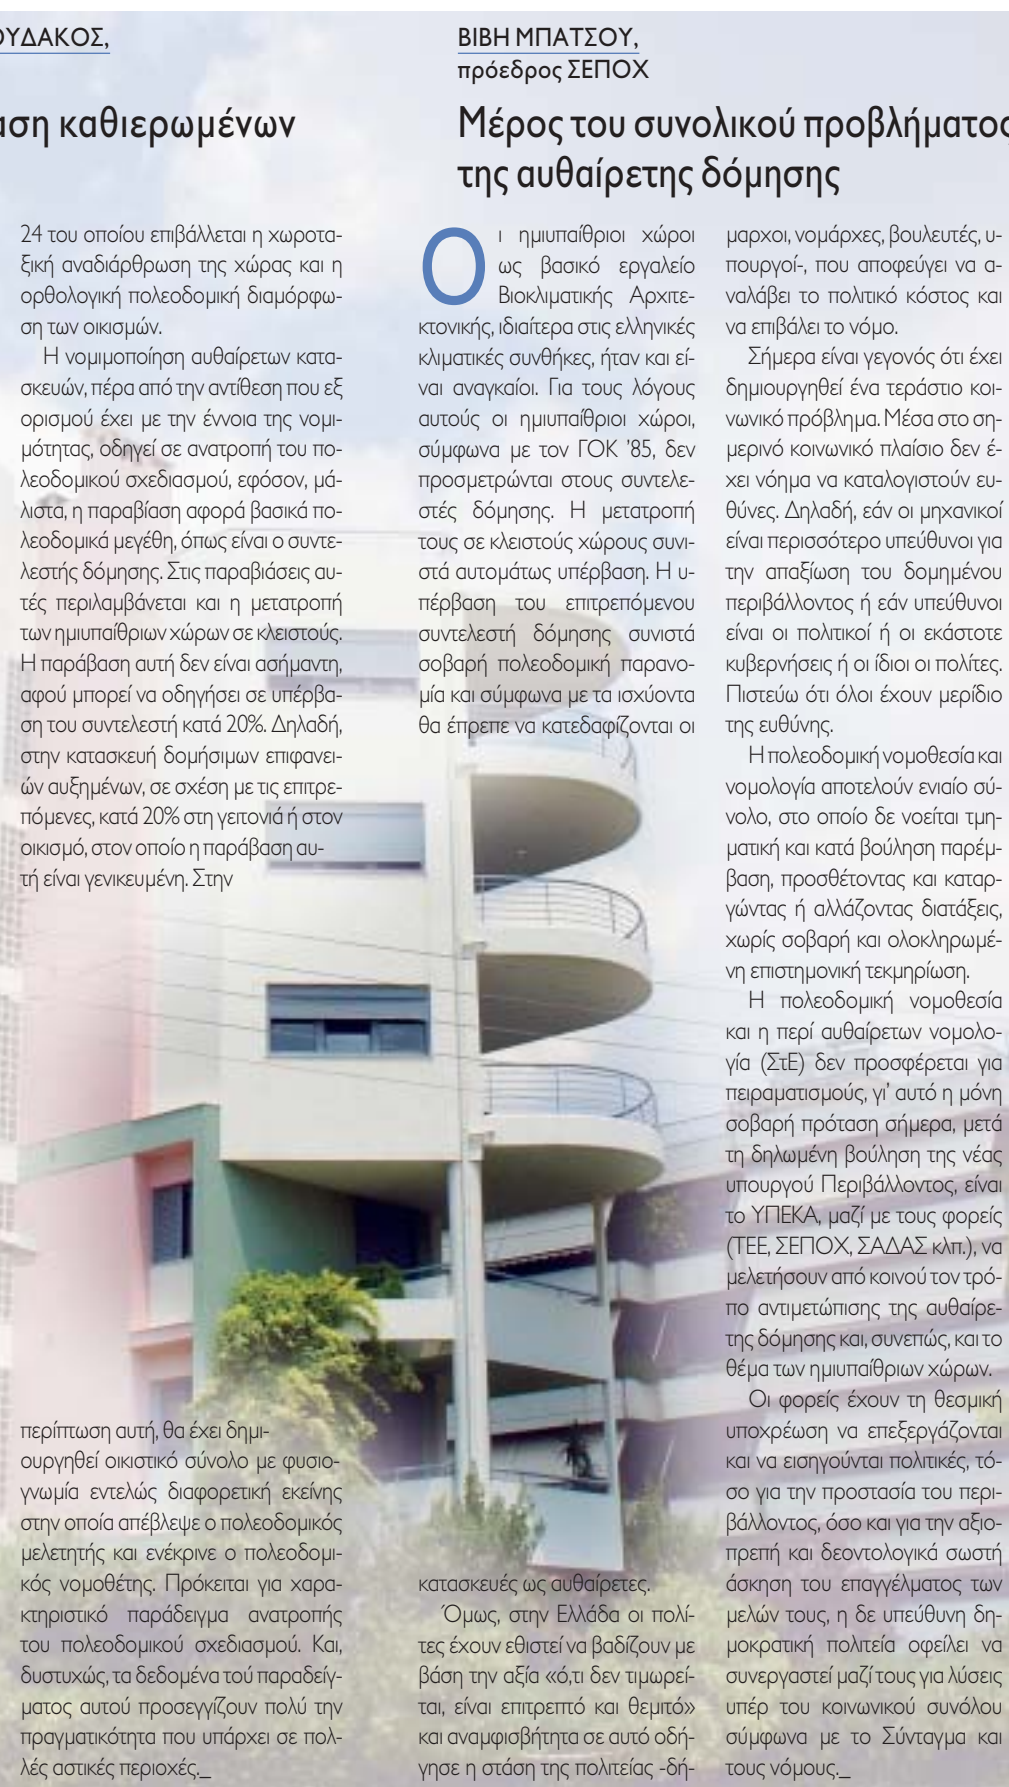 ΟΥΔΑΚΟΣ,
ση καθιερωμένων
24 του οποίου επιβάλλεται η χωροτα-
ξική αναδιάρθρωση της χώρας και η
ορθολογική πολεοδομική διαμόρφω-
ση των οικισμών.
Η νομιμοποίηση αυθαίρετων κατα-
σκευών, πέρα από την αντίθεση που εξ
ορισμού έχει με την έννοια της νομι-
μότητας, οδηγεί σε ανατροπή του πο-
λεοδομικού σχεδιασμού, εφόσον, μά-
λιστα, η παραβίαση αφορά βασικά πο-
λεοδομικά μεγέθη, όπως είναι ο συντε-
λεστής δόμησης. Στις παραβιάσεις αυ-
τές περιλαμβάνεται και η μετατροπή
των ημιυπαίθριων χώρων σε κλειστούς.
Η παράβαση αυτή δεν είναι ασήμαντη,
αφού μπορεί να οδηγήσει σε υπέρβα-
ση του συντελεστή κατά 20%. Δηλαδή,
στην κατασκευή δομήσιμων επιφανει-
ών αυξημένων, σε σχέση με τις επιτρε-
πόμενες, κατά 20% στη γειτονιά ή στον
οικισμό, στον οποίο η παράβαση αυ-
τή είναι γενικευμένη. Στην
περίπτωση αυτή, θα έχει δημι-
ουργηθεί οικιστικό σύνολο με φυσιο-
γνωμία εντελώς διαφορετική εκείνης
στην οποία απέβλεψε ο πολεοδομικός
μελετητής και ενέκρινε ο πολεοδομι-
κός νομοθέτης. Πρόκειται για χαρα-
κτηριστικό παράδειγμα ανατροπής
του πολεοδομικού σχεδιασμού. Και,
δυστυχώς, τα δεδομένα τού παραδείγ-
ματος αυτού προσεγγίζουν πολύ την
πραγματικότητα που υπάρχει σε πολ-
λές αστικές περιοχές._
ΒΙΒΗ ΜΠΑΤΣΟΥ,
πρόεδρος ΣΕΠΟΧ
Μέρος του συνολικού προβλήματος
της αυθαίρετης δόμησης
Οι ημιυπαίθριοι χώροι
ως βασικό εργαλείο
Βιοκλιματικής Αρχιτε-
κτονικής, ιδιαίτερα στις ελληνικές
κλιματικές συνθήκες, ήταν και εί-
ναι αναγκαίοι. Για τους λόγους
αυτούς οι ημιυπαίθριοι χώροι,
σύμφωνα με τον ΓΟΚ '85, δεν
προσμετρώνται στους συντελε-
στές δόμησης. Η μετατροπή
τους σε κλειστούς χώρους συνι-
στά αυτομάτως υπέρβαση. Η υ-
πέρβαση του επιτρεπόμενου
συντελεστή δόμησης συνιστά
σοβαρή πολεοδομική παρανο-
μία και σύμφωνα με τα ισχύοντα
θα έπρεπε να κατεδαφίζονται οι
κατασκευές ως αυθαίρετες.
Όμως, στην Ελλάδα οι πολί-
τες έχουν εθιστεί να βαδίζουν με
βάση την αξία «ό,τι δεν τιμωρεί-
ται, είναι επιτρεπτό και θεμιτό»
και αναμφισβήτητα σε αυτό οδή-
γησε η στάση της πολιτείας -δή-
μαρχοι, νομάρχες, βουλευτές, υ-
πουργοί-, που αποφεύγει να α-
ναλάβει το πολιτικό κόστος και
να επιβάλει το νόμο.
Σήμερα είναι γεγονός ότι έχει
δημιουργηθεί ένα τεράστιο κοι-
νωνικό πρόβλημα. Μέσα στο ση-
μερινό κοινωνικό πλαίσιο δεν έ-
χει νόημα να καταλογιστούν ευ-
θύνες. Δηλαδή, εάν οι μηχανικοί
είναι περισσότερο υπεύθυνοι για
την απαξίωση του δομημένου
περιβάλλοντος ή εάν υπεύθυνοι
είναι οι πολιτικοί ή οι εκάστοτε
κυβερνήσεις ή οι ίδιοι οι πολίτες.
Πιστεύω ότι όλοι έχουν μερίδιο
της ευθύνης.
Η πολεοδομική νομοθεσία και
νομολογία αποτελούν ενιαίο σύ-
νολο, στο οποίο δε νοείται τμη-
ματική και κατά βούληση παρέμ-
βαση, προσθέτοντας και καταρ-
γώντας ή αλλάζοντας διατάξεις,
χωρίς σοβαρή και ολοκληρωμέ-
νη επιστημονική τεκμηρίωση.
Η πολεοδομική νομοθεσία
και η περί αυθαίρετων νομολο-
γία (ΣτΕ) δεν προσφέρεται για
πειραματισμούς, γι' αυτό η μόνη
σοβαρή πρόταση σήμερα, μετά
τη δηλωμένη βούληση της νέας
υπουργού Περιβάλλοντος, είναι
το ΥΠΕΚΑ, μαζί με τους φορείς
(ΤΕΕ, ΣΕΠΟΧ, ΣΑΔΑΣ κλπ.), να
μελετήσουν από κοινού τον τρό-
πο αντιμετώπισης της αυθαίρε-
της δόμησης και, συνεπώς, και το
θέμα των ημιυπαίθριων χώρων.
Οι φορείς έχουν τη θεσμική
υποχρέωση να επεξεργάζονται
και να εισηγούνται πολιτικές, τό-
σο για την προστασία του περι-
βάλλοντος, όσο και για την αξιο-
πρεπή και δεοντολογικά σωστή
άσκηση του επαγγέλματος των
μελών τους, η δε υπεύθυνη δη-
μοκρατική πολιτεία οφείλει να
συνεργαστεί μαζί τους για λύσεις
υπέρ του κοινωνικού συνόλου
σύμφωνα με το Σύνταγμα και
τους νόμους._